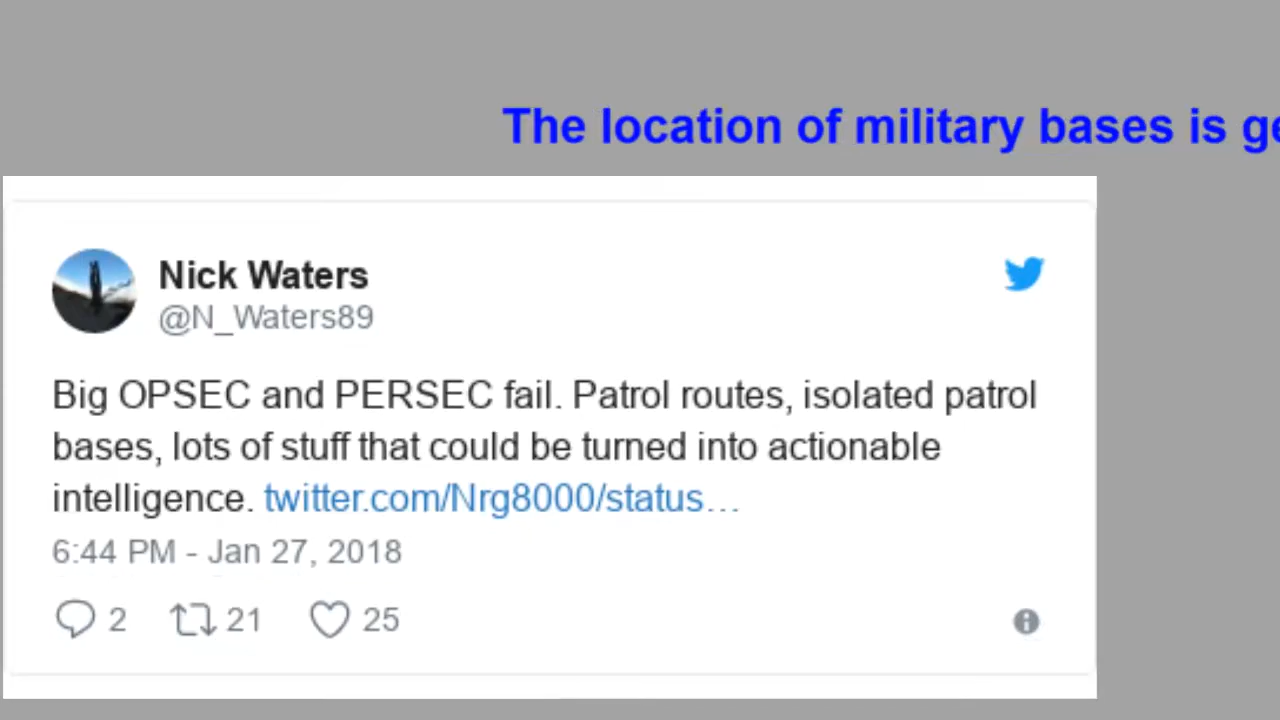 The location of military bases is
Nick Waters
@N_Waters89
Big OPSEC and PERSEC fail. Patrol routes, isolated patrol
bases, lots of stuff that could be turned into actionable
intelligence. twitter.com/Nrg8000/status…
6:44 PM - Jan 27, 2018
2 21 25